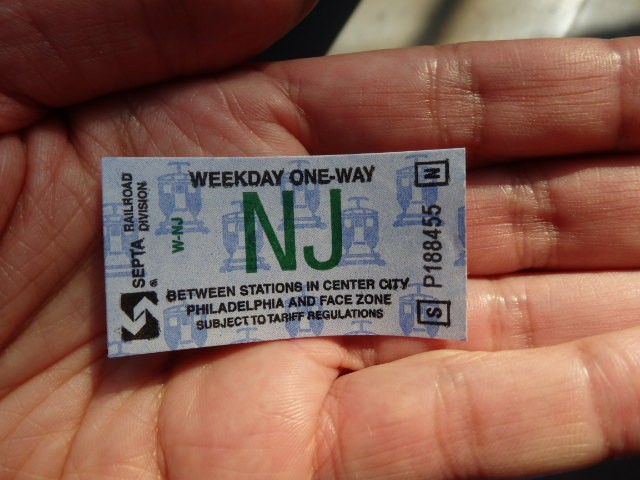 WEEKDAY ONE-WAY
NJ
W-NJ
BETWEEN STATIONS IN CENTER CITY
PHILADELPHIA AND FACE ZONE
SUBJECT TO TARIFF REGULATIONS
SEPTA RAILROAD
DIVISION
®
N
P188455
S